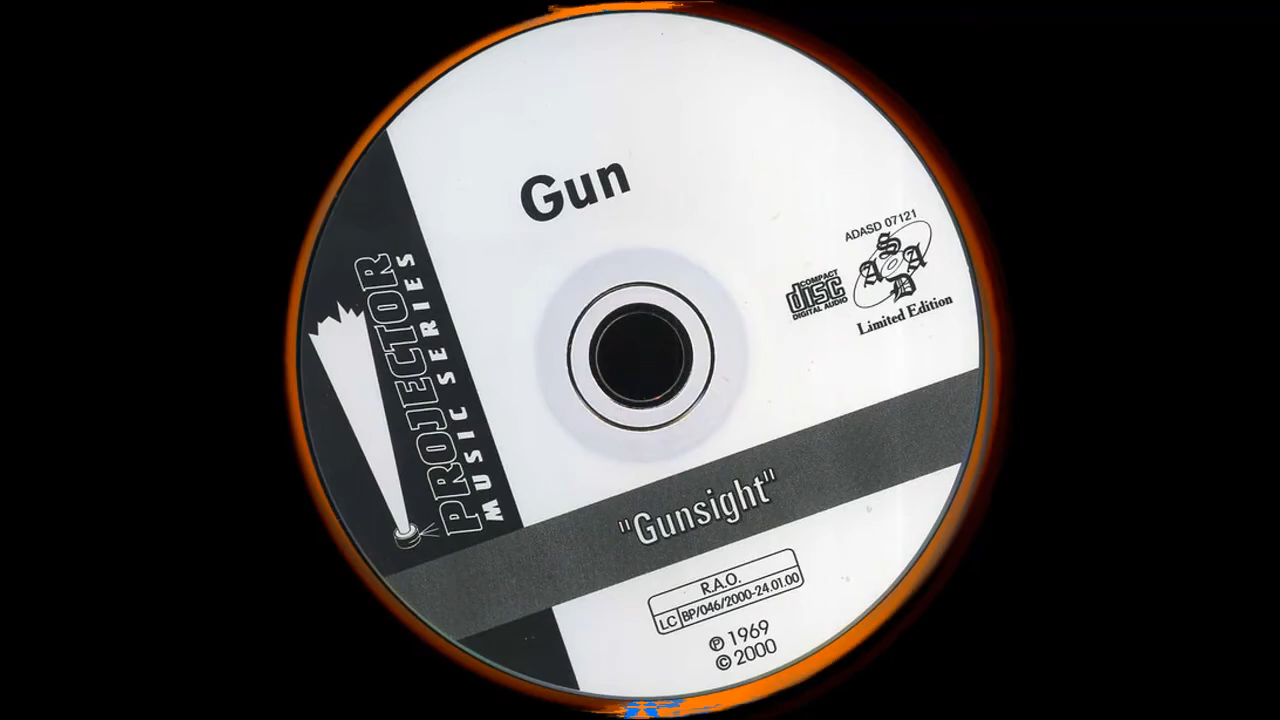 Gun
ADASD 07121
A S A D
COMPACT
disc
DIGITAL AUDIO
Limited Edition
PROJECTOR
MUSIC SERIES
"Gunsight"
R.A.O.
LC BP/046/2000-24.01.00
℗ 1969
© 2000